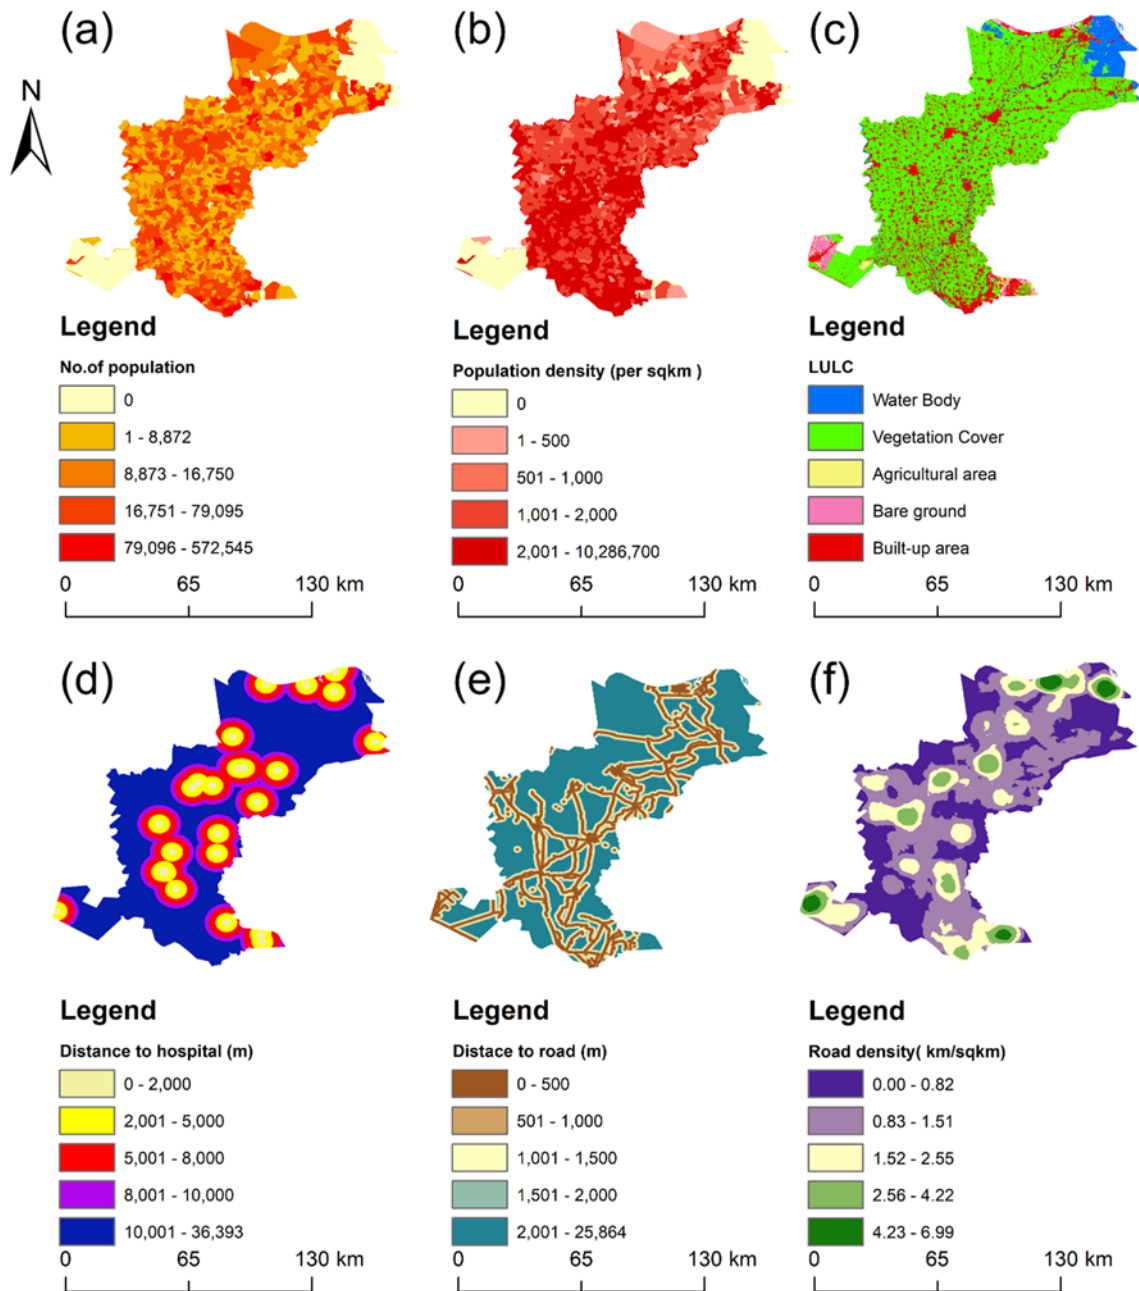 (a)
(b)
(c)
N
Legend
No.of population
0
1 - 8,872
8,873 - 16,750
16,751 - 79,095
79,096 - 572,545
0 65 130 km
Legend
Population density (per sqkm )
0
1 - 500
501 - 1,000
1,001 - 2,000
2,001 - 10,286,700
0 65 130 km
Legend
LULC
Water Body
Vegetation Cover
Agricultural area
Bare ground
Built-up area
0 65 130 km
(d)
(e)
(f)
Legend
Distance to hospital (m)
0 - 2,000
2,001 - 5,000
5,001 - 8,000
8,001 - 10,000
10,001 - 36,393
0 65 130 km
Legend
Distace to road (m)
0 - 500
501 - 1,000
1,001 - 1,500
1,501 - 2,000
2,001 - 25,864
0 65 130 km
Legend
Road density( km/sqkm)
0.00 - 0.82
0.83 - 1.51
1.52 - 2.55
2.56 - 4.22
4.23 - 6.99
0 65 130 km